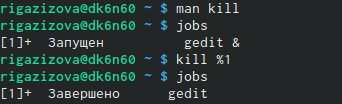 rigazizova@dk6n60 ~ $ man kill
rigazizova@dk6n60 ~ $ jobs
[1]+  Запущен          gedit &
rigazizova@dk6n60 ~ $ kill %1
rigazizova@dk6n60 ~ $ jobs
[1]+  Завершено      gedit